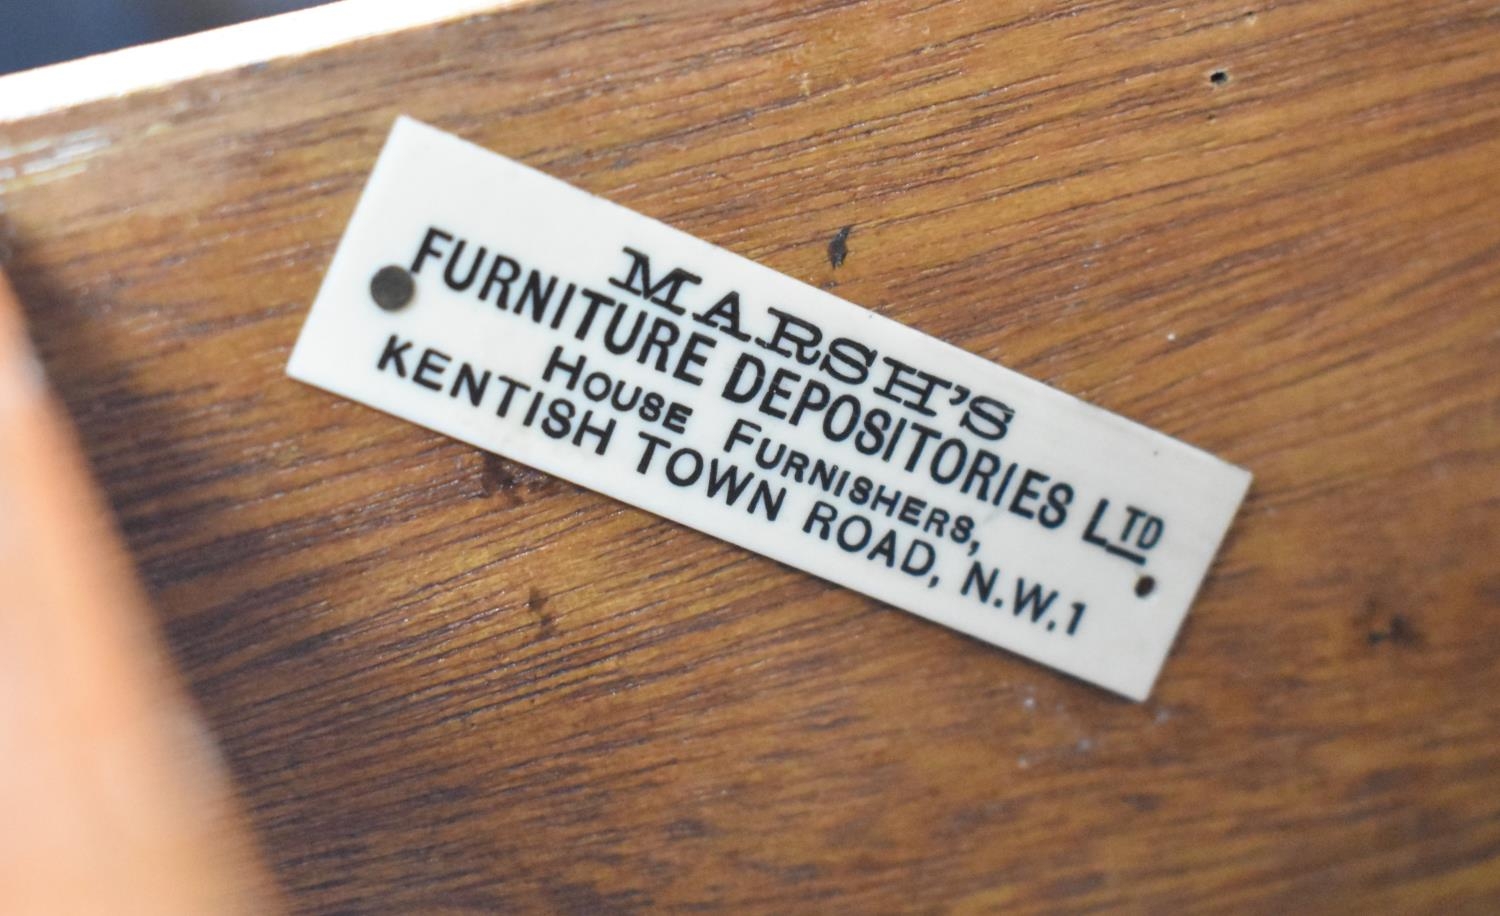 MARSH'S
FURNITURE DEPOSITORIES LTD
HOUSE FURNISHERS,
KENTISH TOWN ROAD, N.W.1